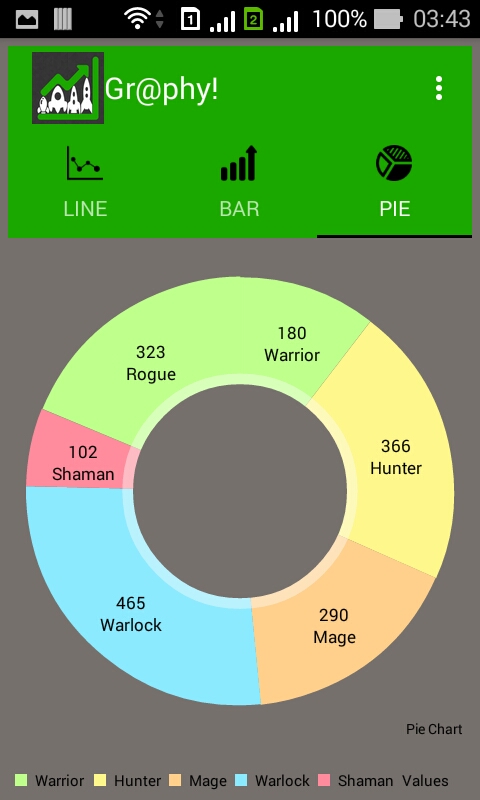 1 2 100% 03:43
Gr@phy!
LINE BAR PIE
180
Warrior
323
Rogue
366
Hunter
102
Shaman
465
Warlock
290
Mage
Pie Chart
Warrior Hunter Mage Warlock Shaman Values